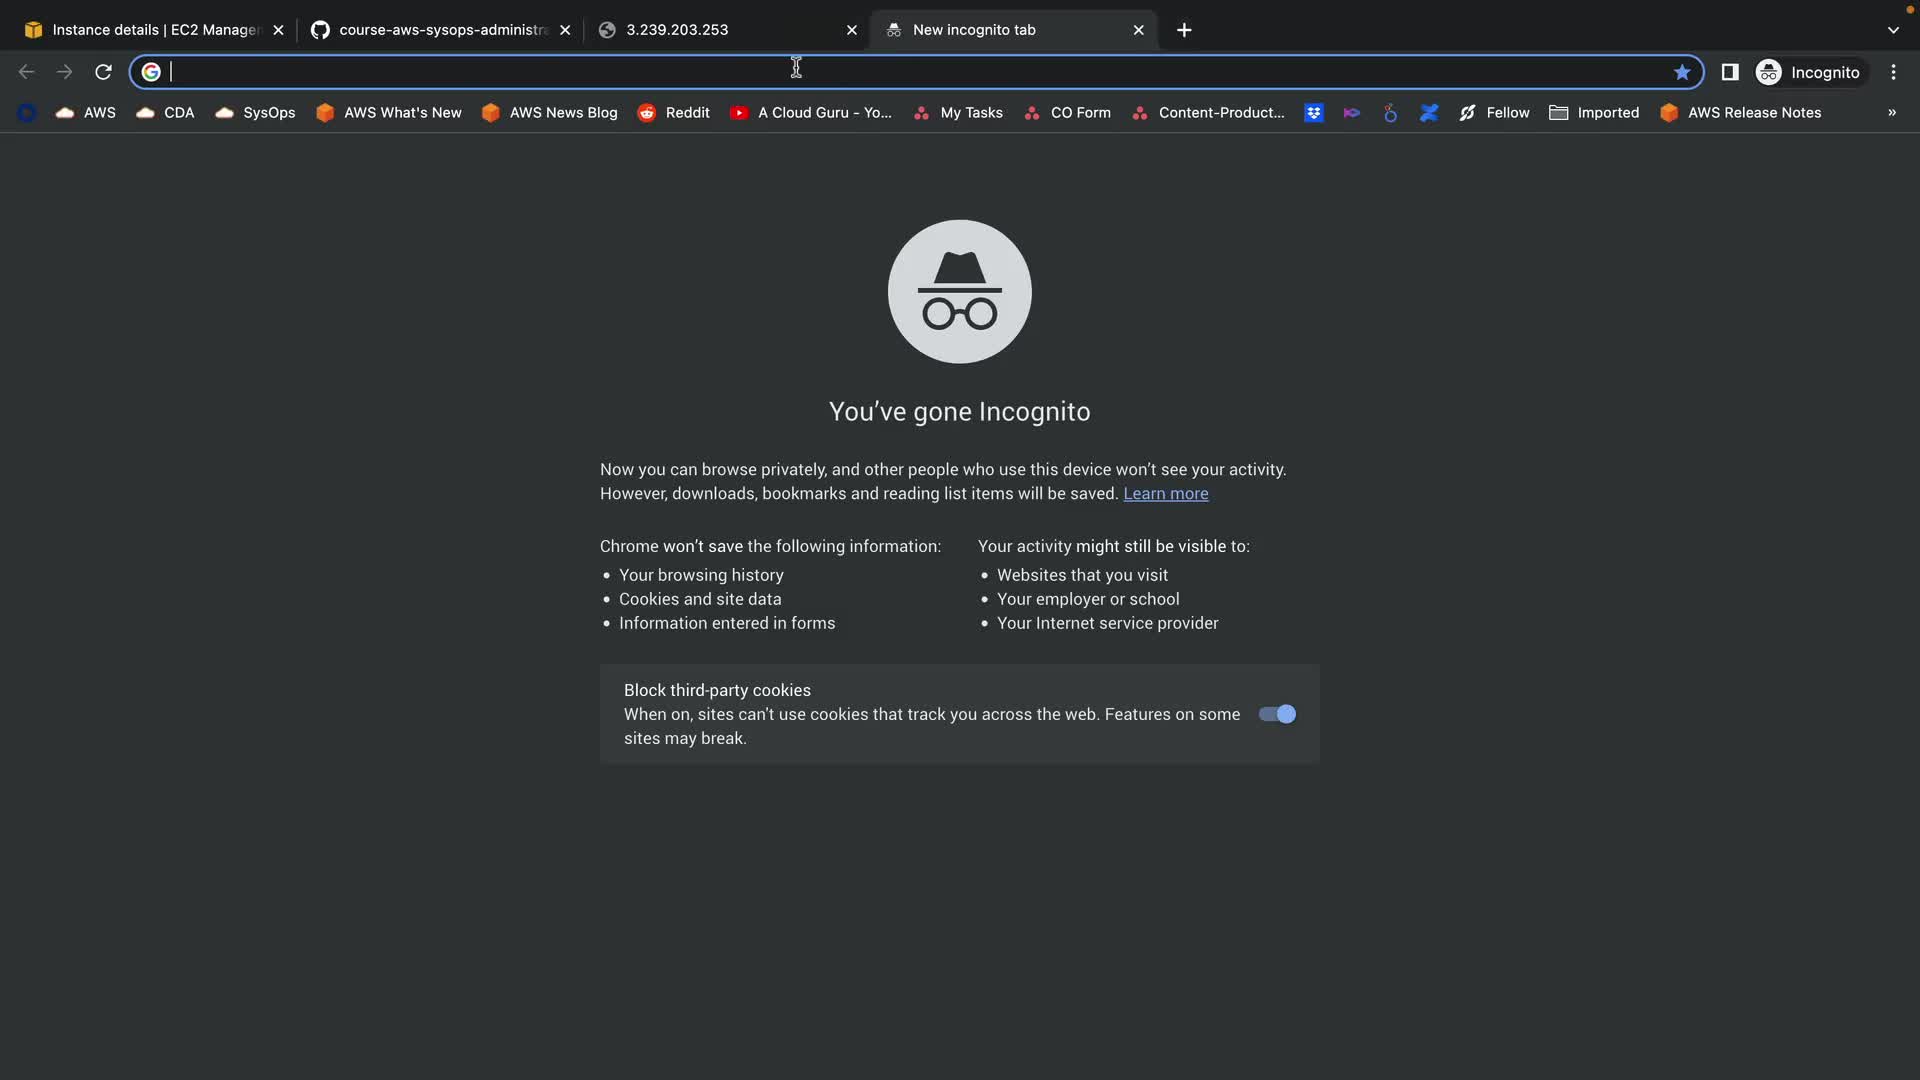 Instance details | EC2 Manager
course-aws-sysops-administra
3.239.203.253
New incognito tab
Incognito
AWS
CDA
SysOps
AWS What's New
AWS News Blog
Reddit
A Cloud Guru - Yo...
My Tasks
CO Form
Content-Product...
Fellow
Imported
AWS Release Notes
»
You've gone Incognito
Now you can browse privately, and other people who use this device won't see your activity.
However, downloads, bookmarks and reading list items will be saved. Learn more
Chrome won't save the following information:
• Your browsing history
• Cookies and site data
• Information entered in forms
Your activity might still be visible to:
• Websites that you visit
• Your employer or school
• Your Internet service provider
Block third-party cookies
When on, sites can't use cookies that track you across the web. Features on some
sites may break.